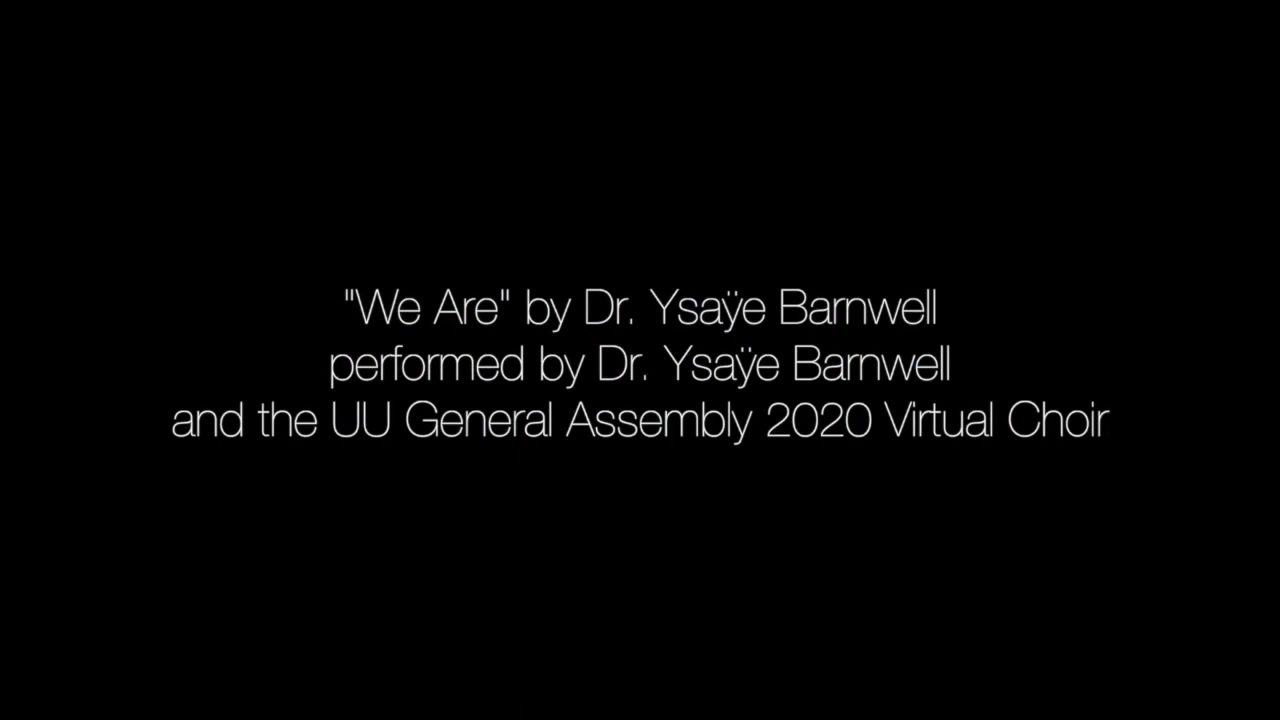 "We Are" by Dr. Ysaÿe Barnwell
performed by Dr. Ysaÿe Barnwell
and the UU General Assembly 2020 Virtual Choir